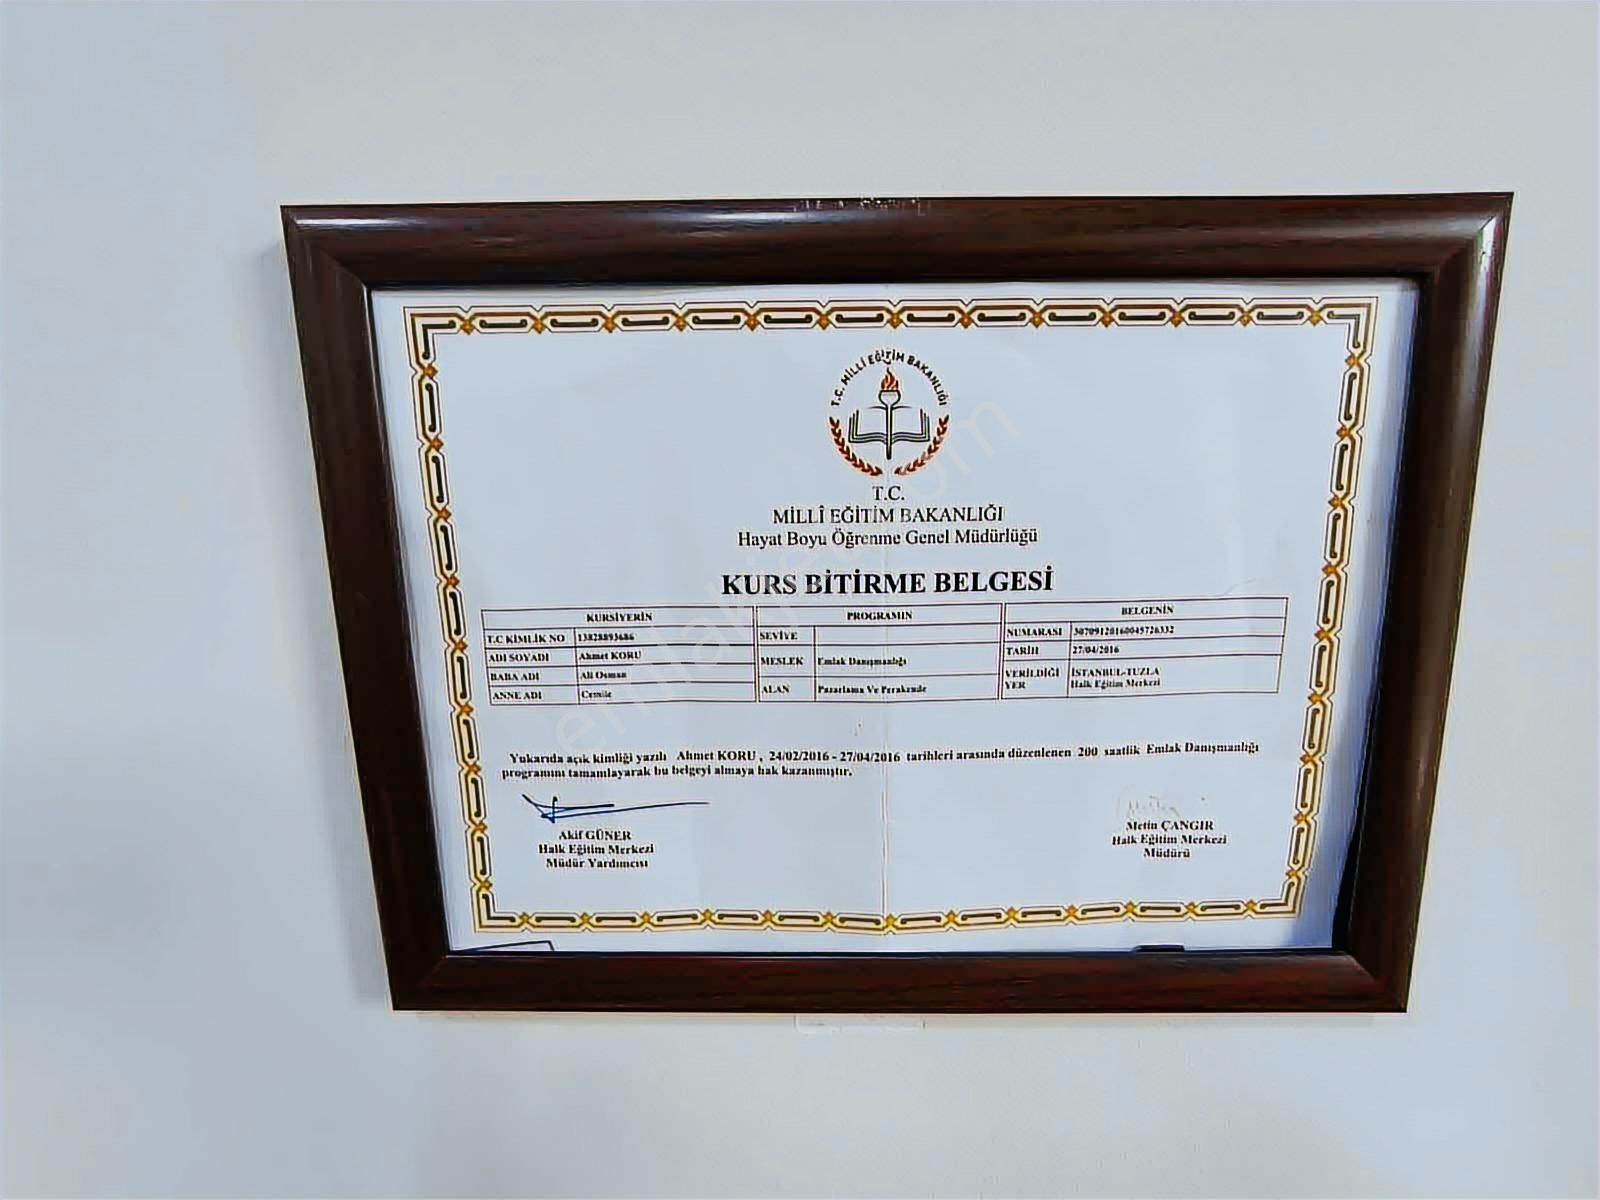 T.C. MİLLİ EĞİTİM BAKANLIĞI
T.C.
MİLLÎ EĞİTİM BAKANLIĞI
Hayat Boyu Öğrenme Genel Müdürlüğü
KURS BİTİRME BELGESİ
KURSİYERİN
T.C KİMLİK NO 13828893686
ADI SOYADI Ahmet KORU
BABA ADI Ali Osman
ANNE ADI Cemile
PROGRAMIN
SEVİYE
MESLEK Emlak Danışmanlığı
ALAN Pazarlama Ve Perakende
BELGENİN
NUMARASI 30709120160045726332
TARİH 27/04/2016
VERİLDİĞİ YER İSTANBUL-TUZLA
Halk Eğitim Merkezi
Yukarıda açık kimliği yazılı Ahmet KORU , 24/02/2016 - 27/04/2016 tarihleri arasında düzenlenen 200 saatlik Emlak Danışmanlığı
programını tamamlayarak bu belgeyi almaya hak kazanmıştır.
Akif GÜNER
Halk Eğitim Merkezi
Müdür Yardımcısı
Metin ÇANGIR
Halk Eğitim Merkezi
Müdürü
emlakjet.com